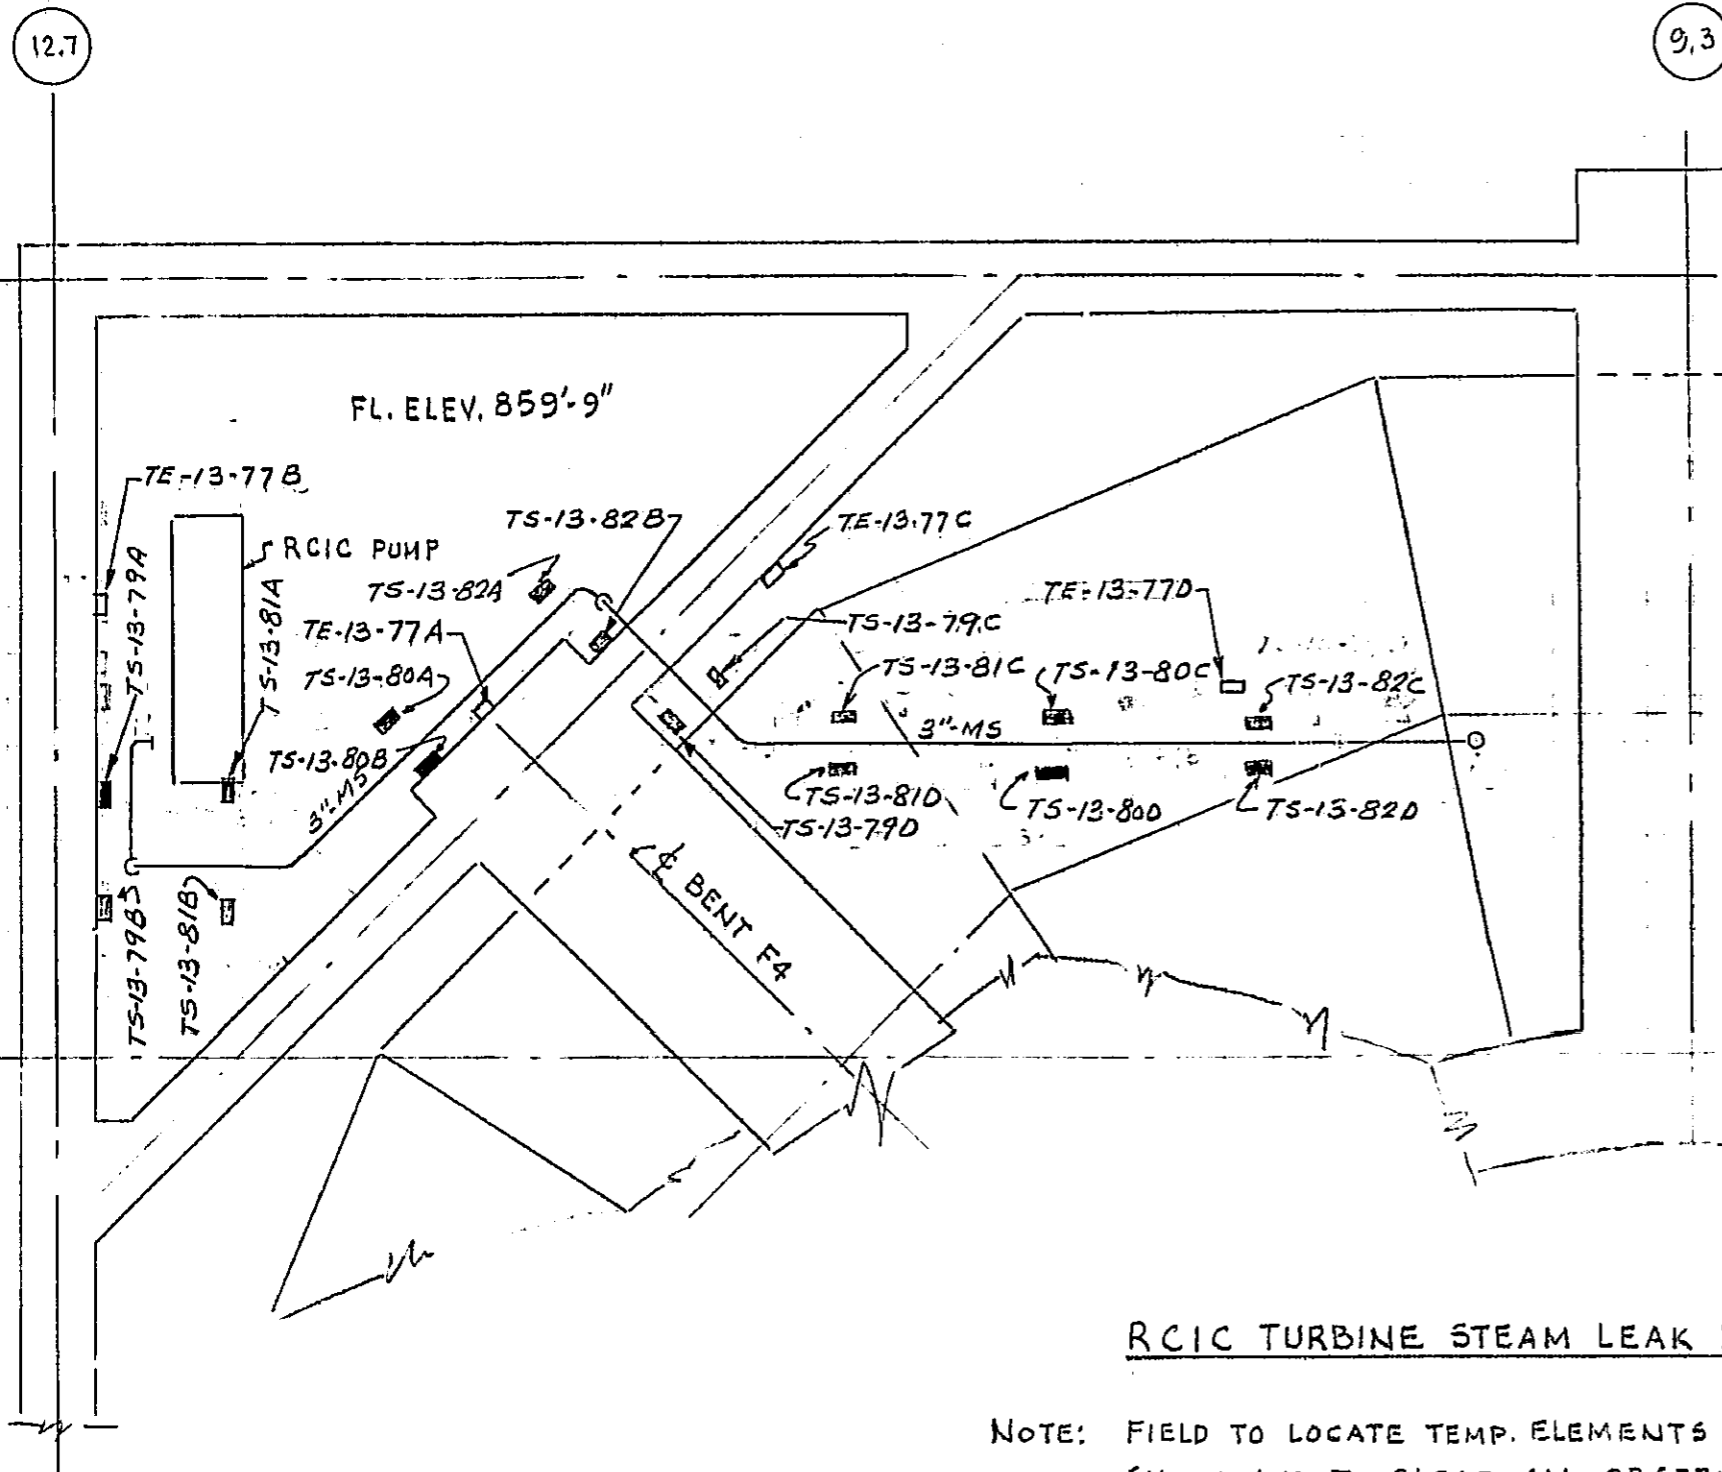 12.7
9.3
FL. ELEV. 859'-9"
TE-13-77B
TS-13-82B
TE-13-77C
RCIC PUMP
TS-13-79A
TS-13-81A
TS-13-82A
TE-13-77D
TE-13-77A
TS-13-79C
TS-13-80A
TS-13-81C
TS-13-80C
TS-13-82C
3"-MS
TS-13-80B
3"-MS
TS-13-81D
TS-13-80D
TS-13-82D
TS-13-79D
TS-13-79B
TS-13-81B
℄ BENT F4
RCIC TURBINE STEAM LEAK
NOTE: FIELD TO LOCATE TEMP. ELEMENTS